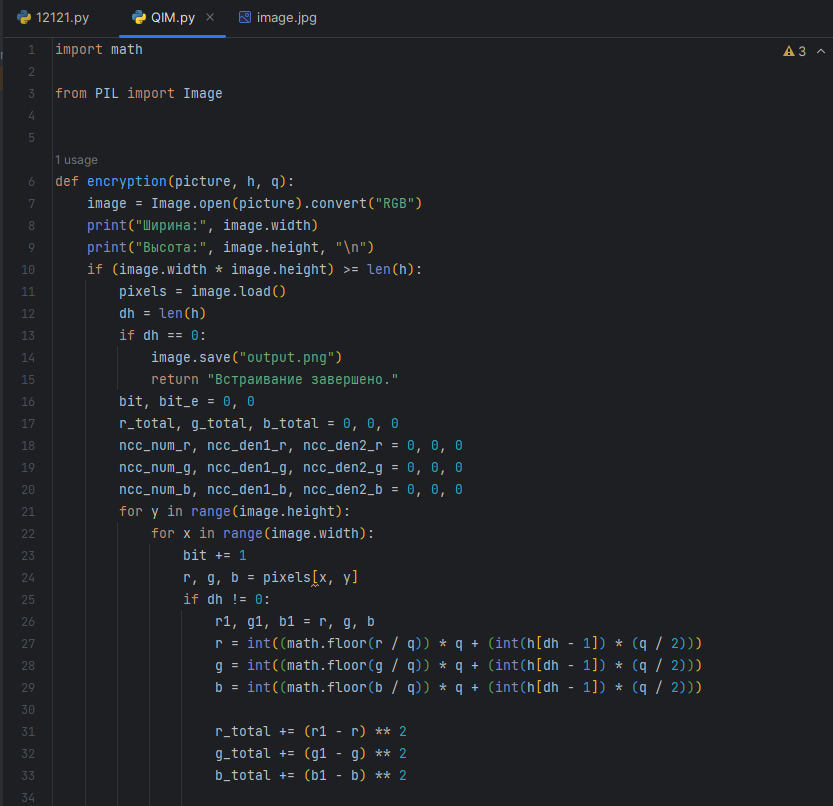 12121.py QIM.py × image.jpg
1 import math 3
2
3 from PIL import Image
4
5
1 usage
6 def encryption(picture, h, q):
7     image = Image.open(picture).convert("RGB")
8     print("Ширина:", image.width)
9     print("Высота:", image.height, "\n")
10     if (image.width * image.height) >= len(h):
11         pixels = image.load()
12         dh = len(h)
13         if dh == 0:
14             image.save("output.png")
15             return "Встраивание завершено."
16         bit, bit_e = 0, 0
17         r_total, g_total, b_total = 0, 0, 0
18         ncc_num_r, ncc_den1_r, ncc_den2_r = 0, 0, 0
19         ncc_num_g, ncc_den1_g, ncc_den2_g = 0, 0, 0
20         ncc_num_b, ncc_den1_b, ncc_den2_b = 0, 0, 0
21         for y in range(image.height):
22             for x in range(image.width):
23                 bit += 1
24                 r, g, b = pixels[x, y]
25                 if dh != 0:
26                     r1, g1, b1 = r, g, b
27                     r = int((math.floor(r / q)) * q + (int(h[dh - 1]) * (q / 2)))
28                     g = int((math.floor(g / q)) * q + (int(h[dh - 1]) * (q / 2)))
29                     b = int((math.floor(b / q)) * q + (int(h[dh - 1]) * (q / 2)))
30
31                     r_total += (r1 - r) ** 2
32                     g_total += (g1 - g) ** 2
33                     b_total += (b1 - b) ** 2
34